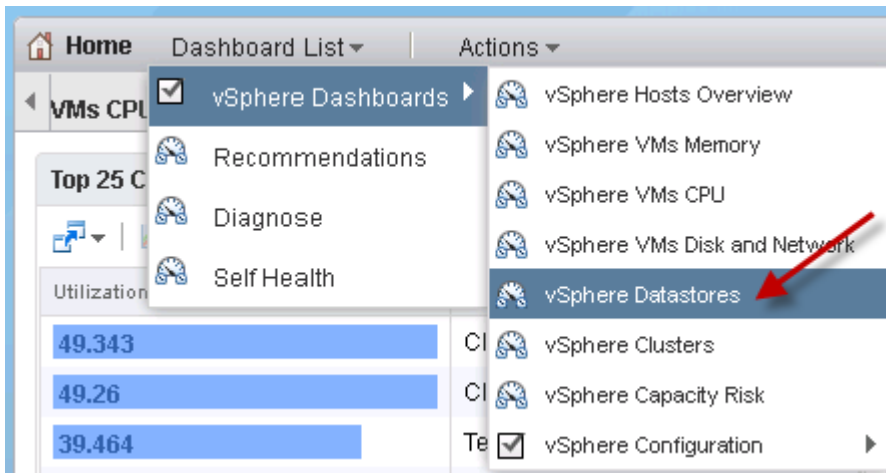 Home Dashboard List Actions
VMs CPU
vSphere Dashboards
Recommendations
Diagnose
Self Health
vSphere Hosts Overview
vSphere VMs Memory
vSphere VMs CPU
vSphere VMs Disk and Network
vSphere Datastores
vSphere Clusters
vSphere Capacity Risk
vSphere Configuration
Top 25 C
Utilization
49.343 Cl
49.26 Cl
39.464 Te